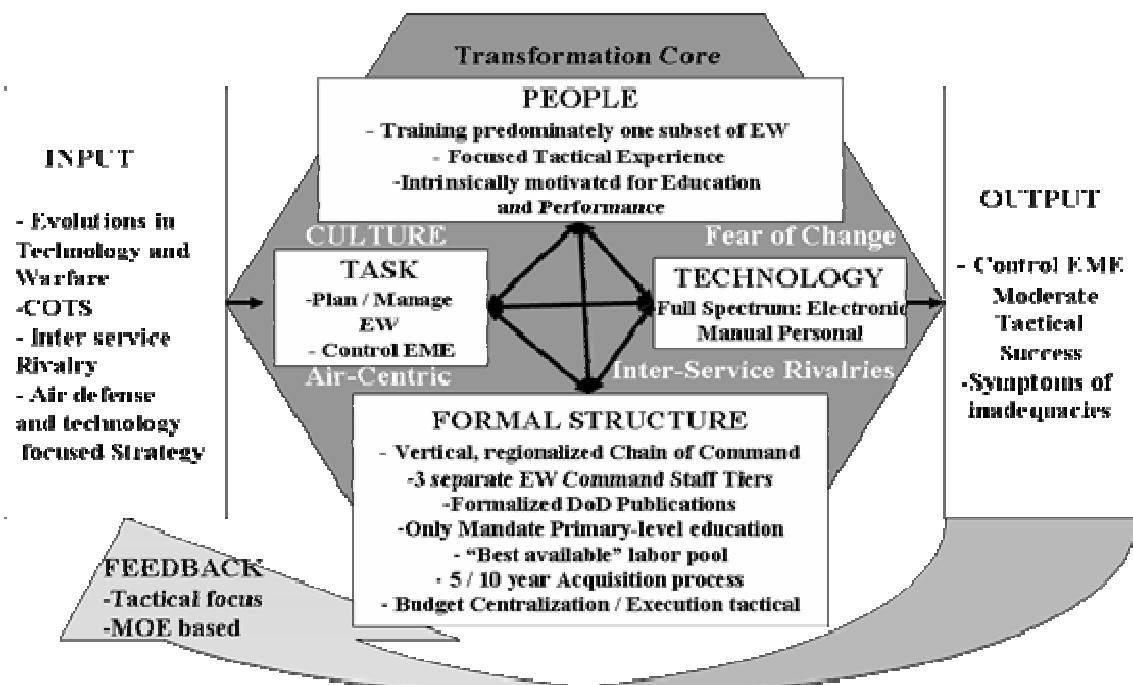 Transformation Core
PEOPLE
- Training predominately one subset of EW
- Focused Tactical Experience
-Intrinsically motivated for Education
and Performance
INPUT
- Evolutions in
Technology and
Warfare
-COTS
- Inter service
Rivalry
- Air defense
and technology
focused Strategy
CULTURE
Fear of Change
TASK
-Plan / Manage
EW
- Control EME
TECHNOLOGY
Full Spectrum: Electronic
Manual Personal
Air-Centric
Inter-Service Rivalries
OUTPUT
- Control EME
Moderate
Tactical
Success
-Symptoms of
inadequacies
FORMAL STRUCTURE
- Vertical, regionalized Chain of Command
-3 separate EW Command Staff Tiers
-Formalized DoD Publications
-Only Mandate Primary-level education
- “Best available” labor pool
- 5 / 10 year Acquisition process
- Budget Centralization / Execution tactical
FEEDBACK
-Tactical focus
-MOE based